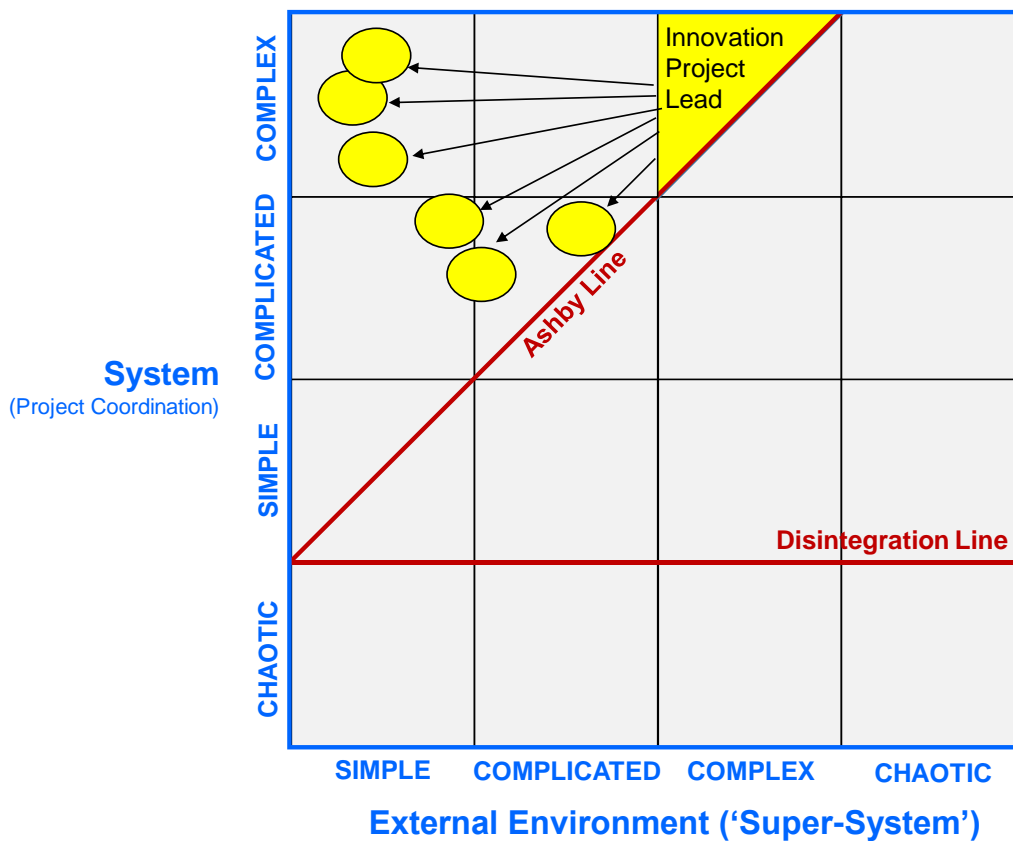 Innovation
Project
Lead
COMPLEX
COMPLICATED
SIMPLE
CHAOTIC
System
(Project Coordination)
Ashby Line
Disintegration Line
SIMPLE
COMPLICATED
COMPLEX
CHAOTIC
External Environment (‘Super-System’)